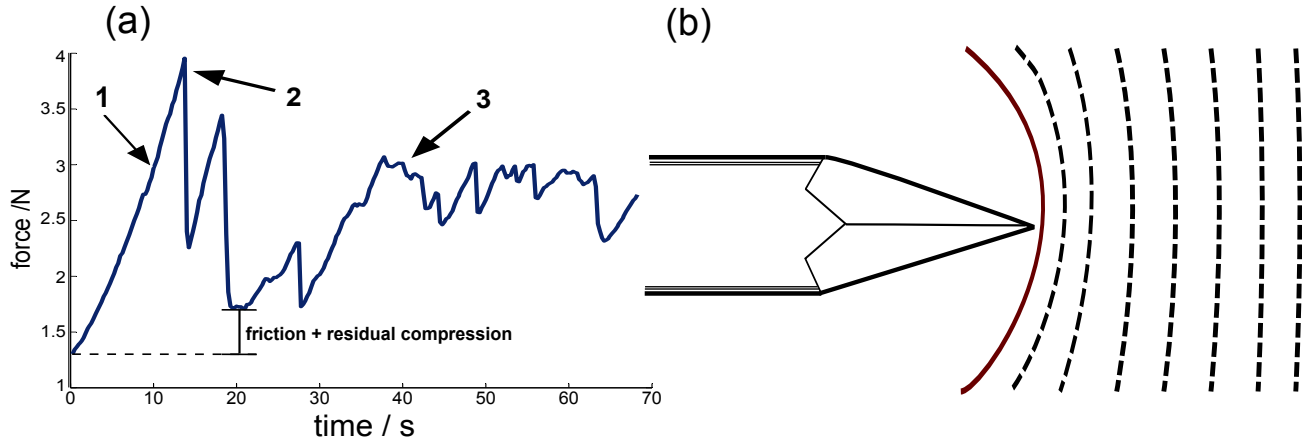 (a)
(b)
4
3.5
3
2.5
2
1.5
1
force /N
1
2
3
friction + residual compression
0 10 20 30 40 50 60 70
time / s